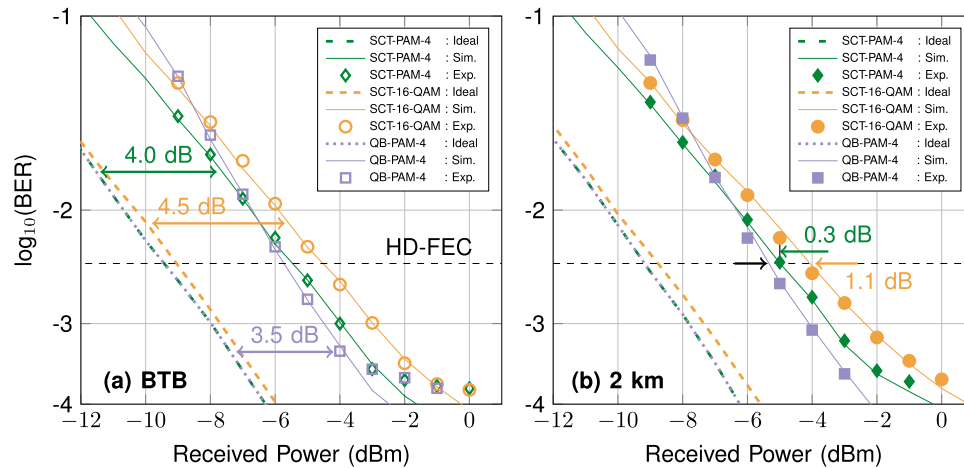 −1
−2
−3
−4
log10(BER)
−12
−10
−8
−6
−4
−2
0
Received Power (dBm)
SCT-PAM-4 : Ideal
SCT-PAM-4 : Sim.
SCT-PAM-4 : Exp.
SCT-16-QAM : Ideal
SCT-16-QAM : Sim.
SCT-16-QAM : Exp.
QB-PAM-4 : Ideal
QB-PAM-4 : Sim.
QB-PAM-4 : Exp.
4.0 dB
4.5 dB
HD-FEC
3.5 dB
(a) BTB
-1
-2
-3
-4
−12
−10
−8
−6
−4
−2
0
Received Power (dBm)
SCT-PAM-4 : Ideal
SCT-PAM-4 : Sim.
SCT-PAM-4 : Exp.
SCT-16-QAM : Ideal
SCT-16-QAM : Sim.
SCT-16-QAM : Exp.
QB-PAM-4 : Ideal
QB-PAM-4 : Sim.
QB-PAM-4 : Exp.
0.3 dB
1.1 dB
(b) 2 km